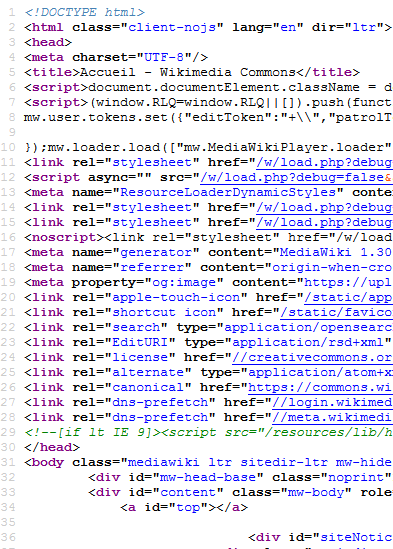 1 <!DOCTYPE html>
2 <html class="client-nojs" lang="en" dir="ltr">
3 <head>
4 <meta charset="UTF-8"/>
5 <title>Accueil - Wikimedia Commons</title>
6 <script>document.documentElement.className = d
7 <script>(window.RLQ=window.RLQ||[]).push(funct
8 mw.user.tokens.set({"editToken":"+\\","patrolT
9
10 });mw.loader.load(["mw.MediaWikiPlayer.loader"
11 <link rel="stylesheet" href="/w/load.php?debug
12 <script async="" src="/w/load.php?debug=false&
13 <meta name="ResourceLoaderDynamicStyles" conte
14 <link rel="stylesheet" href="/w/load.php?debug
15 <link rel="stylesheet" href="/w/load.php?debug
16 <noscript><link rel="stylesheet" href="/w/load
17 <meta name="generator" content="MediaWiki 1.30
18 <meta name="referrer" content="origin-when-cro
19 <meta property="og:image" content="https://upl
20 <link rel="apple-touch-icon" href="/static/app
21 <link rel="shortcut icon" href="/static/favico
22 <link rel="search" type="application/opensearc
23 <link rel="EditURI" type="application/rsd+xml"
24 <link rel="license" href="//creativecommons.or
25 <link rel="alternate" type="application/atom+x
26 <link rel="canonical" href="https://commons.wi
27 <link rel="dns-prefetch" href="//login.wikimed
28 <link rel="dns-prefetch" href="//meta.wikimedi
29 <!--[if lt IE 9]><script src="/resources/lib/h
30 </head>
31 <body class="mediawiki ltr sitedir-ltr mw-hide
32 <div id="mw-head-base" class="noprint"
33 <div id="content" class="mw-body" role
34 <a id="top"></a>
35
36 <div id="siteNotic